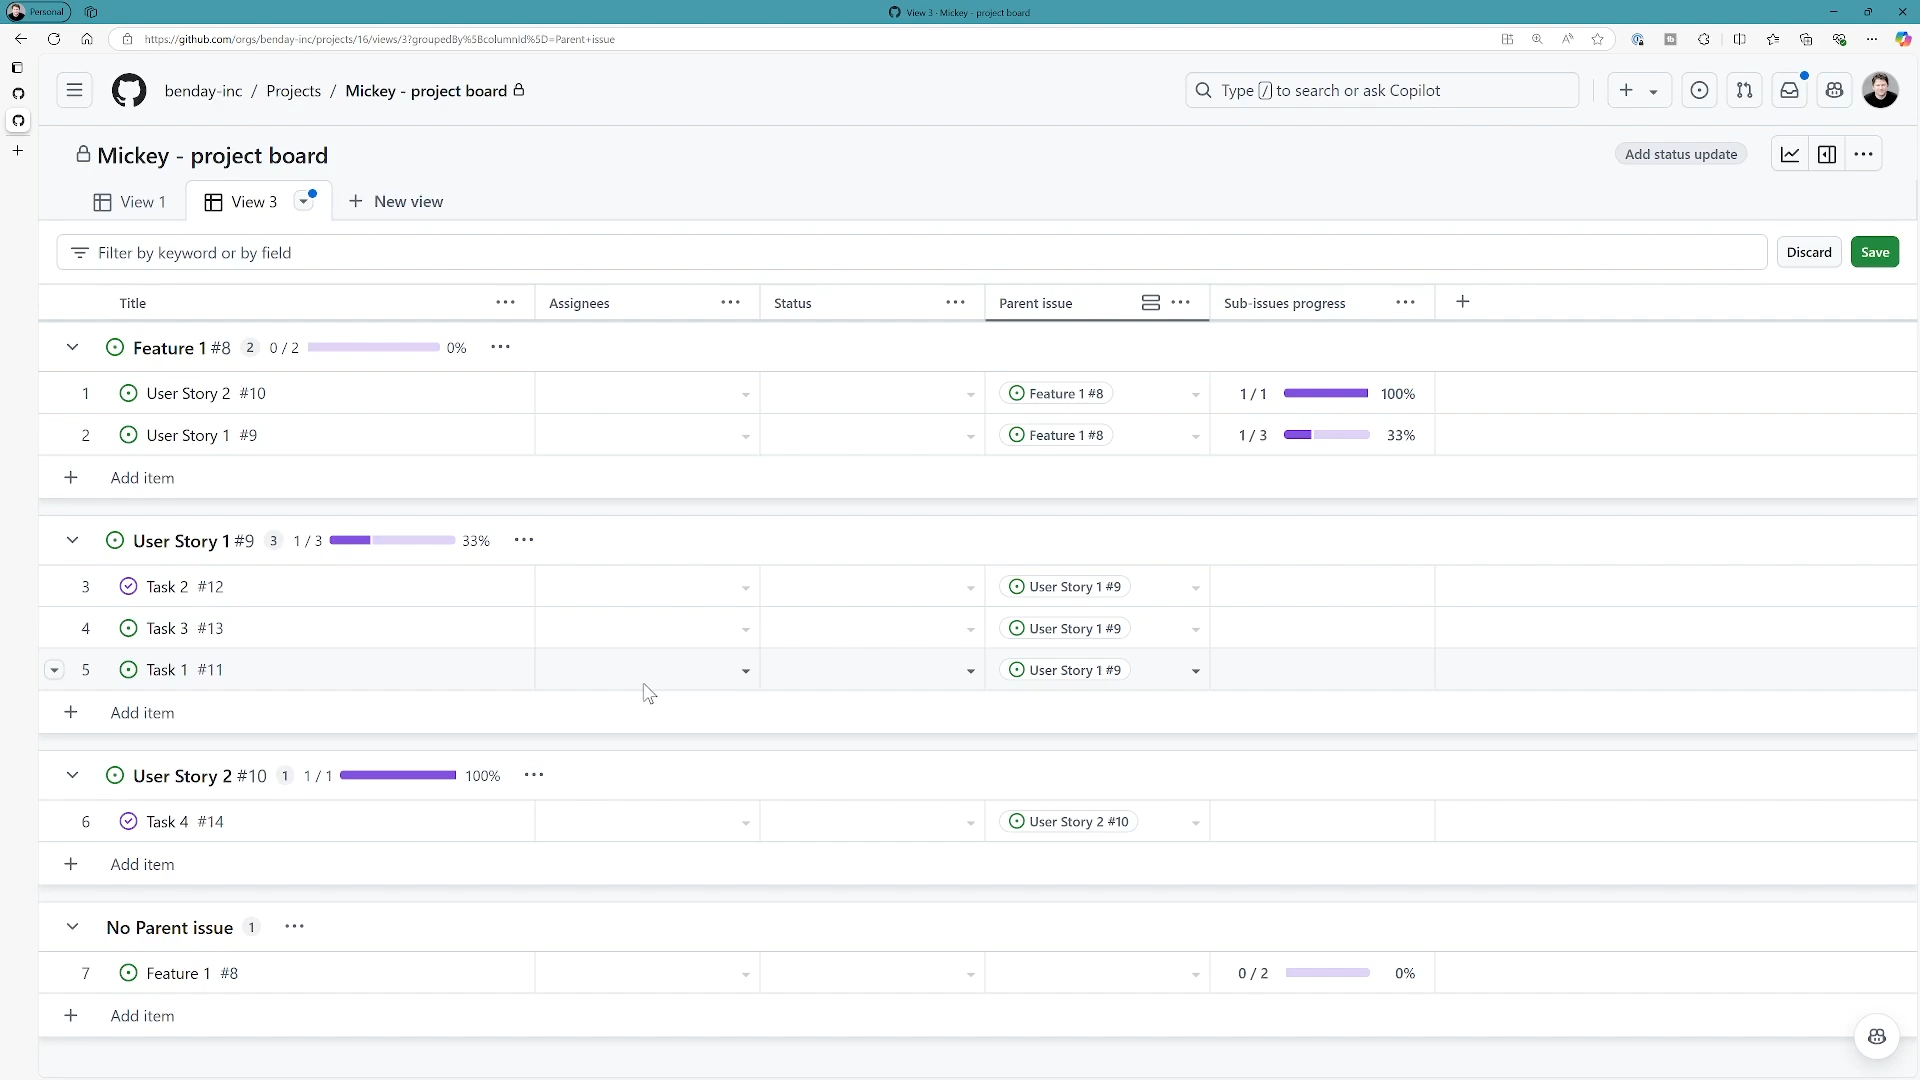 Personal
View 3 · Mickey - project board
https://github.com/orgs/benday-inc/projects/16/views/3?groupedBy%5BcolumnId%5D=Parent+issue
benday-inc / Projects / Mickey - project board
Type / to search or ask Copilot
Mickey - project board
Add status update
View 1
View 3
New view
Filter by keyword or by field
Discard
Save
Title
Assignees
Status
Parent issue
Sub-issues progress
Feature 1 #8 2 0 / 2 0%
1 User Story 2 #10 Feature 1 #8 1 / 1 100%
2 User Story 1 #9 Feature 1 #8 1 / 3 33%
Add item
User Story 1 #9 3 1 / 3 33%
3 Task 2 #12 User Story 1 #9
4 Task 3 #13 User Story 1 #9
5 Task 1 #11 User Story 1 #9
Add item
User Story 2 #10 1 1 / 1 100%
6 Task 4 #14 User Story 2 #10
Add item
No Parent issue 1
7 Feature 1 #8 0 / 2 0%
Add item